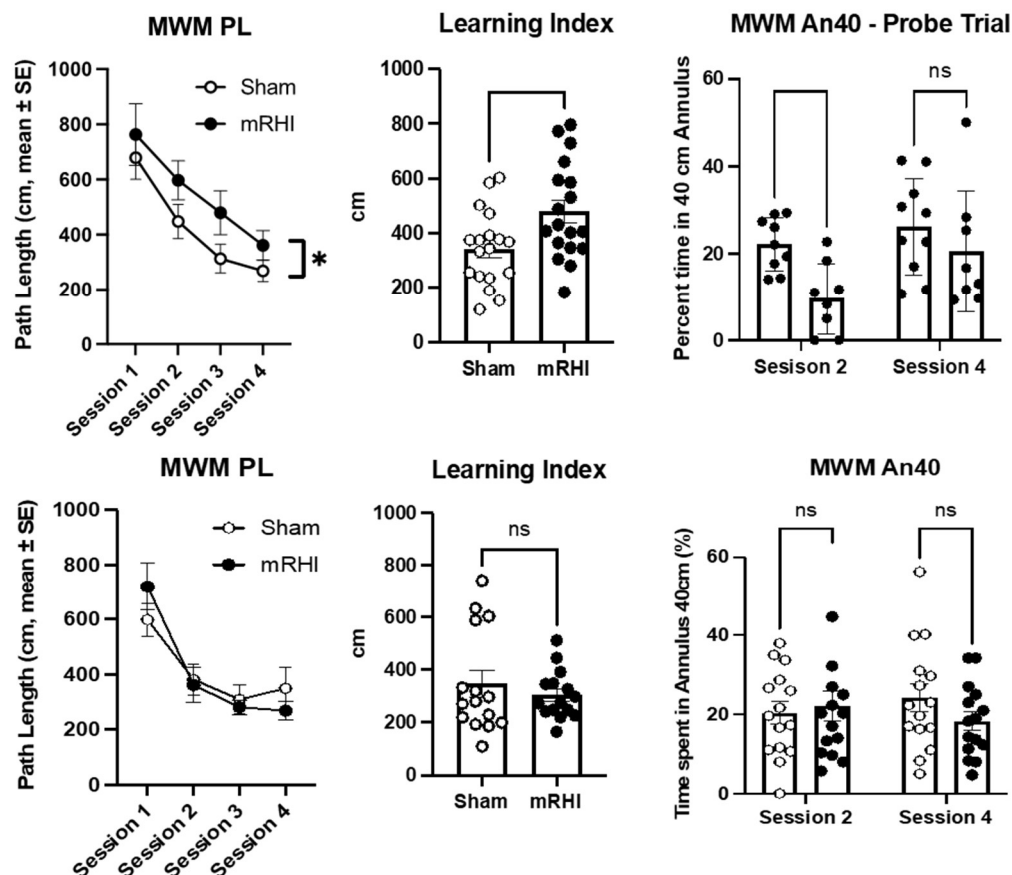 MWM PL
Path Length (cm, mean ± SE)
1000
800
600
400
200
0
Sham
mRHI
*
Session 1
Session 2
Session 3
Session 4
Learning Index
cm
1000
800
600
400
200
0
Sham
mRHI
MWM An40 - Probe Trial
Percent time in 40 cm Annulus
60
40
20
0
ns
Sesison 2
Session 4
MWM PL
Path Length (cm, mean ± SE)
1000
800
600
400
200
0
Sham
mRHI
Session 1
Session 2
Session 3
Session 4
Learning Index
cm
1000
800
600
400
200
0
ns
Sham
mRHI
MWM An40
Time spent in Annulus 40cm (%)
60
40
20
0
ns
ns
Session 2
Session 4